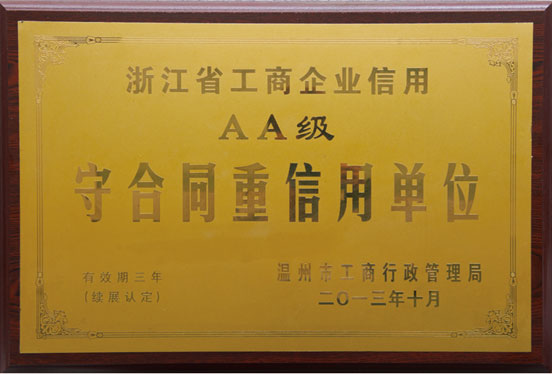 浙江省工商企业信用
AA级
守合同重信用单位
有效期三年
(续展认定)
温州市工商行政管理局
二〇一三年十月